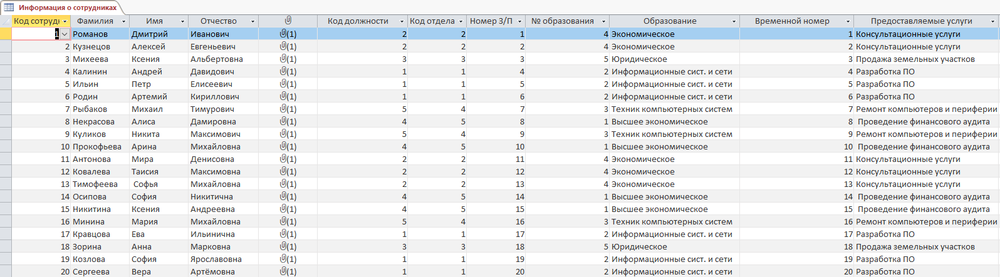 Информация о сотрудниках
Код сотрудн Фамилия Имя Отчество Код должности Код отдела Номер З/П № образования Образование Временной номер Предоставляемые услуги
1 Романов Дмитрий Иванович (1) 2 2 1 4 Экономическое 1 Консультационные услуги
2 Кузнецов Алексей Евгеньевич (1) 2 2 2 4 Экономическое 2 Консультационные услуги
3 Михеева Ксения Альбертовна (1) 3 3 3 5 Юридическое 3 Продажа земельных участков
4 Калинин Андрей Давидович (1) 1 1 4 2 Информационные сист. и сети 4 Разработка ПО
5 Ильин Петр Елисеевич (1) 1 1 5 2 Информационные сист. и сети 5 Разработка ПО
6 Родин Артемий Кириллович (1) 1 1 6 2 Информационные сист. и сети 6 Разработка ПО
7 Рыбаков Михаил Тимурович (1) 5 4 7 3 Техник компьютерных систем 7 Ремонт компьютеров и периферии
8 Некрасова Алиса Дамировна (1) 4 5 8 1 Высшее экономическое 8 Проведение финансового аудита
9 Куликов Никита Максимович (1) 5 4 9 3 Техник компьютерных систем 9 Ремонт компьютеров и периферии
10 Прокофьева Арина Михайловна (1) 4 5 10 1 Высшее экономическое 10 Проведение финансового аудита
11 Антонова Мира Денисовна (1) 2 2 11 4 Экономическое 11 Консультационные услуги
12 Ковалева Таисия Максимовна (1) 2 2 12 4 Экономическое 12 Консультационные услуги
13 Тимофеева Софья Михайловна (1) 2 2 13 4 Экономическое 13 Консультационные услуги
14 Осипова София Никитична (1) 4 5 14 1 Высшее экономическое 14 Проведение финансового аудита
15 Никитина Ксения Андреевна (1) 4 5 15 1 Высшее экономическое 15 Проведение финансового аудита
16 Минина Мария Михайловна (1) 5 4 16 3 Техник компьютерных систем 16 Ремонт компьютеров и периферии
17 Кравцова Ева Ильинична (1) 1 1 17 2 Информационные сист. и сети 17 Разработка ПО
18 Зорина Анна Марковна (1) 3 3 18 5 Юридическое 18 Продажа земельных участков
19 Козлова София Ярославовна (1) 1 1 19 2 Информационные сист. и сети 19 Разработка ПО
20 Сергеева Вера Артёмовна (1) 1 1 20 2 Информационные сист. и сети 20 Разработка ПО